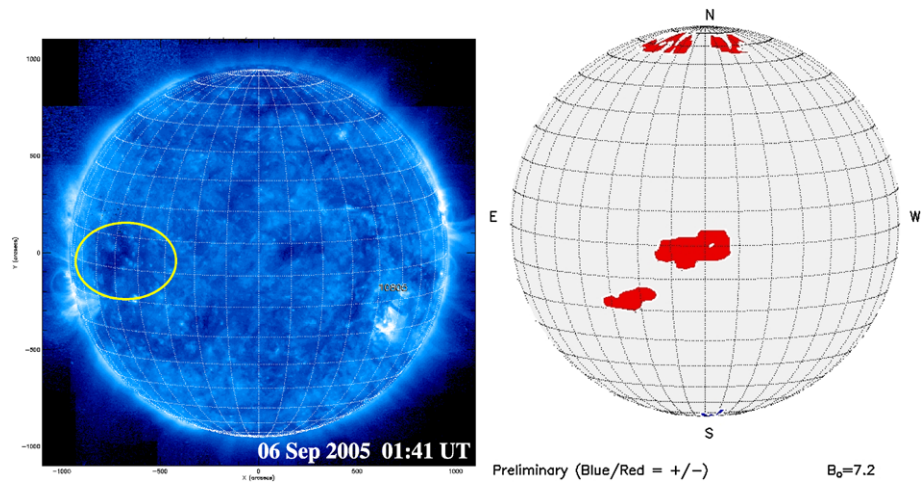 1000
500
0
-500
-1000
Y (arcsecs)
-1000
-500
0
500
1000
X (arcsecs)
06 Sep 2005 01:41 UT
N
E
W
S
Preliminary (Blue/Red = +/-)
B₀=7.2